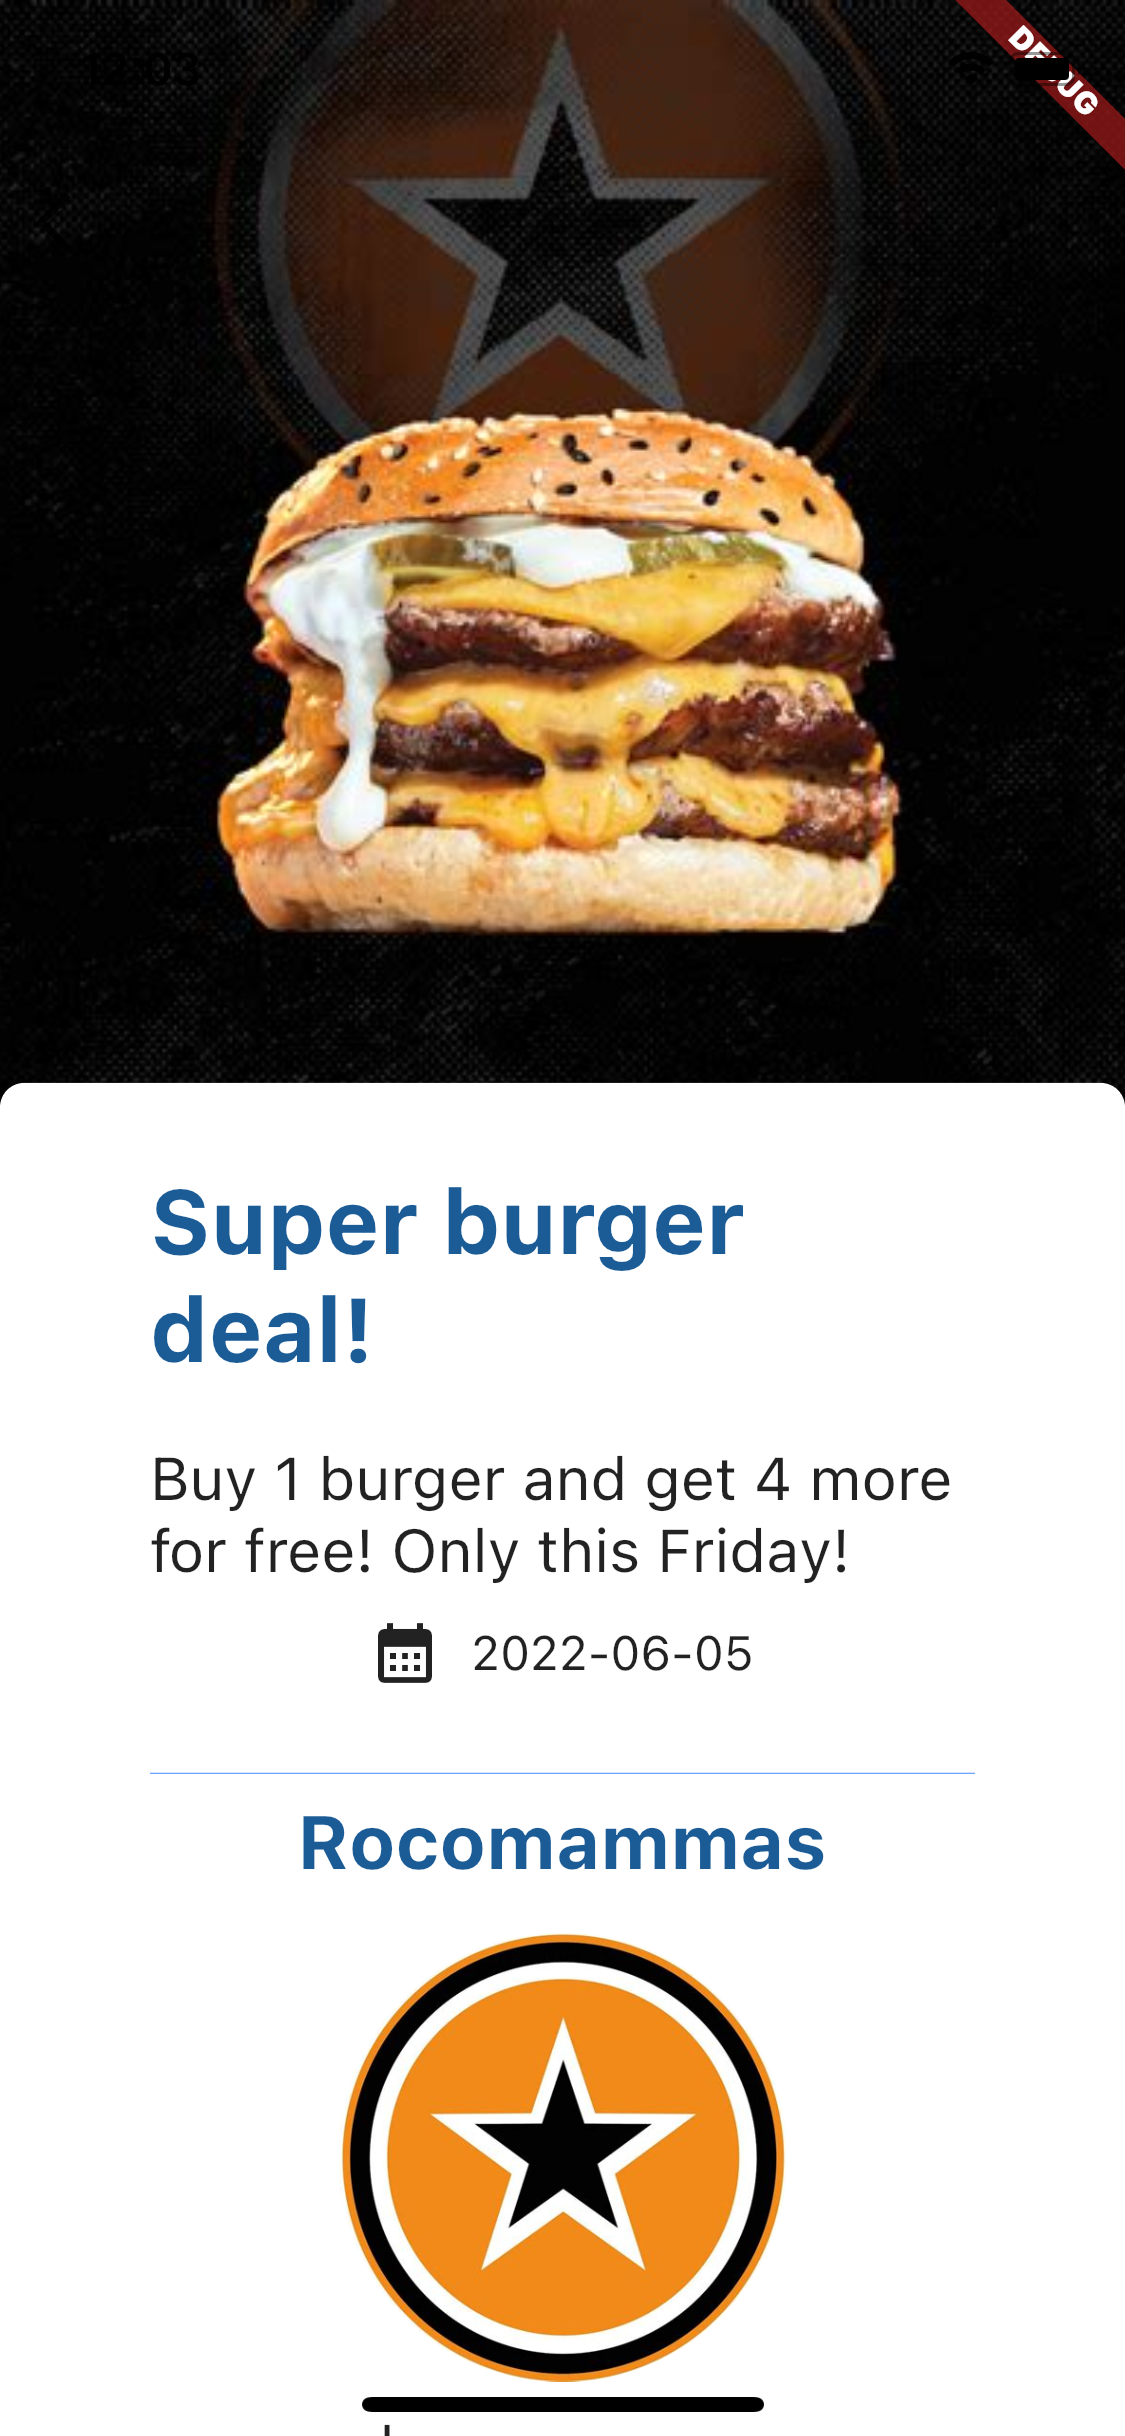 DEBUG
Super burger
deal!
Buy 1 burger and get 4 more
for free! Only this Friday!
2022-06-05
Rocomammas